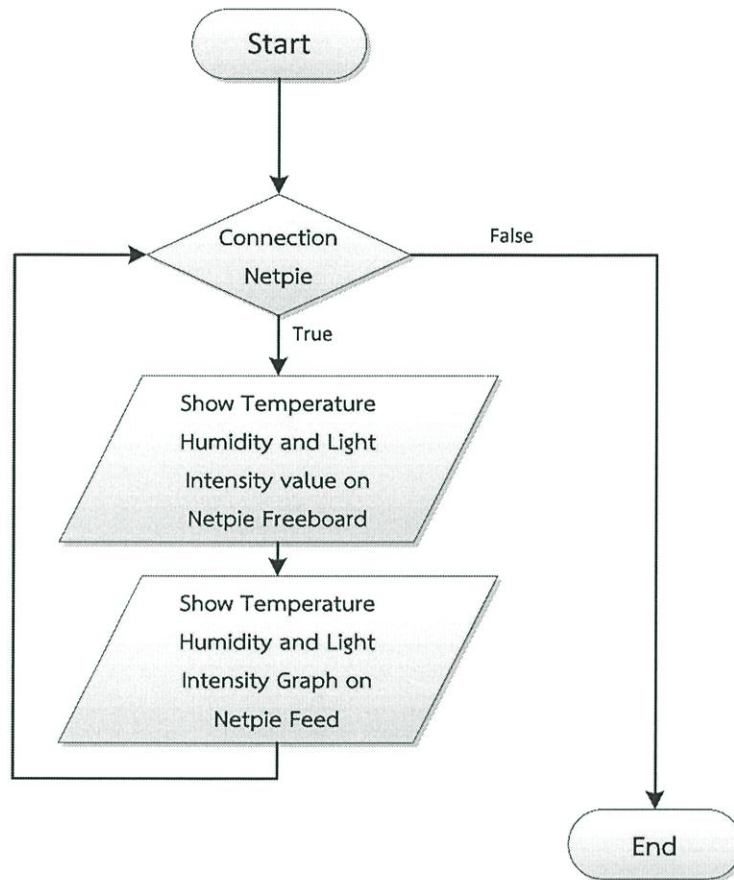 Start
Connection
Netpie
False
True
Show Temperature
Humidity and Light
Intensity value on
Netpie Freeboard
Show Temperature
Humidity and Light
Intensity Graph on
Netpie Feed
End